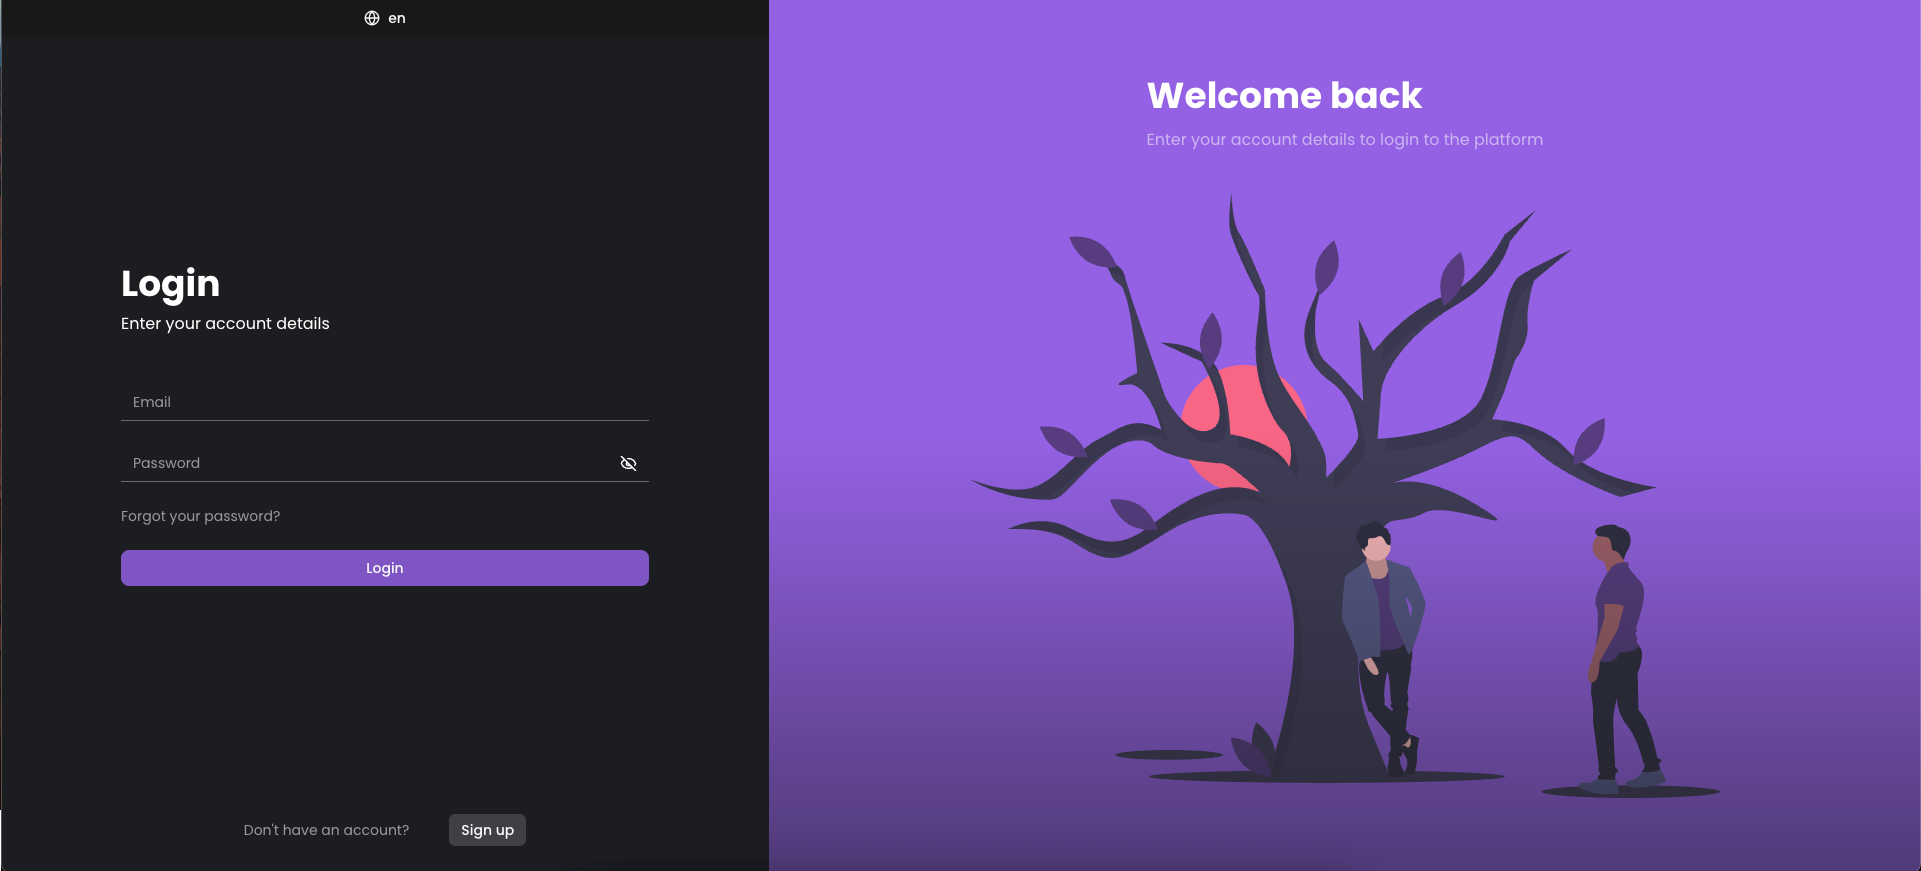 en
Login
Enter your account details
Email
Password
Forgot your password?
Login
Don't have an account? Sign up
Welcome back
Enter your account details to login to the platform